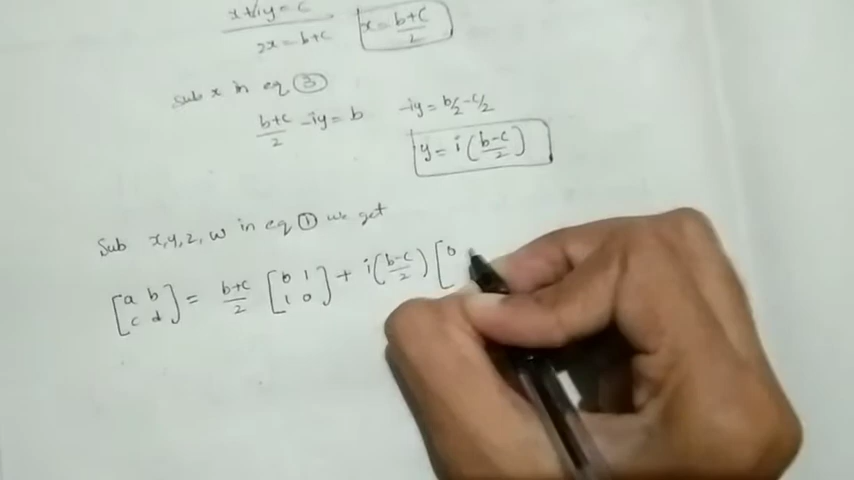 x+iy=c
2x=b+c x=b+c/2
Sub x in eq ③
b+c/2 -iy=b -iy=b/2-c/2
y=i(b-c/2)
Sub x,y,z,w in eq ① we get
[a b c d] = b+c/2 [0 1 1 0] + i(b-c/2) [0